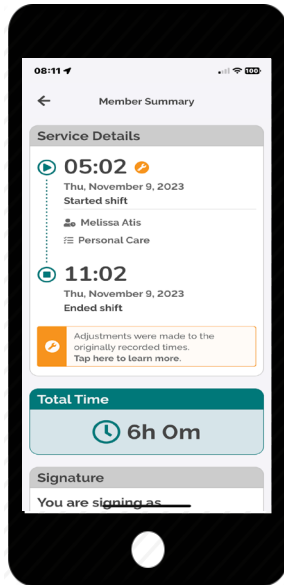 08:11
100
Member Summary
Service Details
05:02
Thu, November 9, 2023
Started shift
Melissa Atis
Personal Care
11:02
Thu, November 9, 2023
Ended shift
Adjustments were made to the
originally recorded times.
Tap here to learn more.
Total Time
6h 0m
Signature
You are signing as